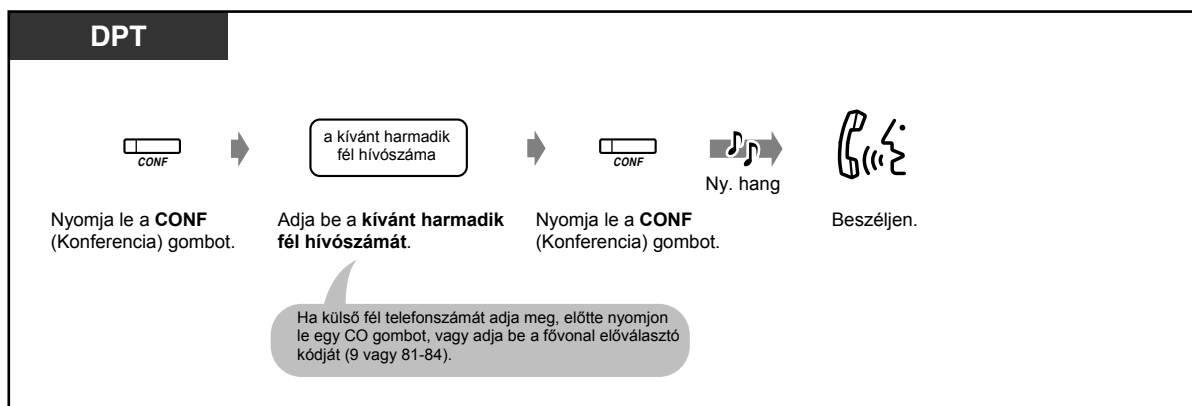 DPT
CONF
a kívánt harmadik
fél hívószáma
CONF
Ny. hang
Nyomja le a CONF
(Konferencia) gombot.
Adja be a kívánt harmadik
fél hívószámát.
Nyomja le a CONF
(Konferencia) gombot.
Beszéljen.
Ha külső fél telefonszámát adja meg, előtte nyomjon
le egy CO gombot, vagy adja be a fővonal előválasztó
kódját (9 vagy 81-84).